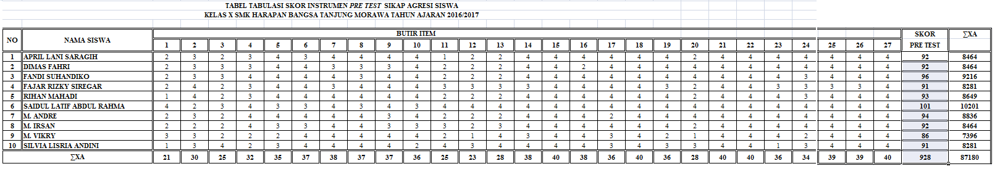 TABEL TABULASI SKOR INSTRUMEN PRE TEST SIKAP AGRESI SISWA
KELAS X SMK HARAPAN BANGSA TANJUNG MORAWA TAHUN AJARAN 2016/2017
NO NAMA SISWA BUTIR ITEM SKOR PRE TEST ∑XA
1 2 3 4 5 6 7 8 9 10 11 12 13 14 15 16 17 18 19 20 21 22 23 24 25 26 27
1 APRIL LANI SARAGIH 2 3 2 3 4 3 4 4 4 4 1 2 2 4 4 4 4 4 4 2 4 4 4 4 4 4 4 92 8464
2 DIMAS FAHRI 2 3 3 3 4 4 3 3 3 4 2 2 2 4 4 2 4 4 4 2 4 4 4 4 4 4 4 92 8464
3 FANDI SUHANDIKO 2 3 3 4 4 4 4 3 4 4 2 2 2 4 4 4 4 4 4 4 4 4 4 3 4 4 4 96 9216
4 FAJAR RIZKY SIREGAR 2 4 2 3 4 4 3 4 4 4 3 3 3 3 4 4 4 4 3 2 4 4 3 3 3 3 4 91 8281
5 RIHAN MAHADI 1 4 2 3 4 4 4 4 4 4 2 2 2 4 4 4 4 4 4 2 4 4 4 3 4 4 4 93 8649
6 SAIDUL LATIF ABDUL RAHMA 4 2 3 4 3 3 4 3 4 3 4 4 4 4 4 4 4 4 4 4 4 4 4 4 4 4 4 101 10201
7 M. ANDRE 2 3 2 4 4 4 4 4 3 4 2 2 2 4 4 4 2 4 4 4 4 4 4 4 4 4 4 94 8836
8 M. IRSAN 2 2 2 4 3 3 4 4 3 3 3 2 3 4 4 4 4 4 4 2 4 4 4 4 4 4 4 92 8464
9 M. VIKRY 3 3 2 2 2 4 4 4 4 4 2 1 4 3 4 4 3 4 2 1 4 4 4 2 4 4 4 86 7396
10 SILVIA LISRIA ANDINI 1 3 4 2 3 4 4 4 4 2 4 3 4 4 4 4 3 4 3 3 4 4 1 3 4 4 4 91 8281
∑XA 21 30 25 32 35 37 38 37 37 36 25 23 28 38 40 38 36 40 36 28 40 40 36 34 39 39 40 928 87180